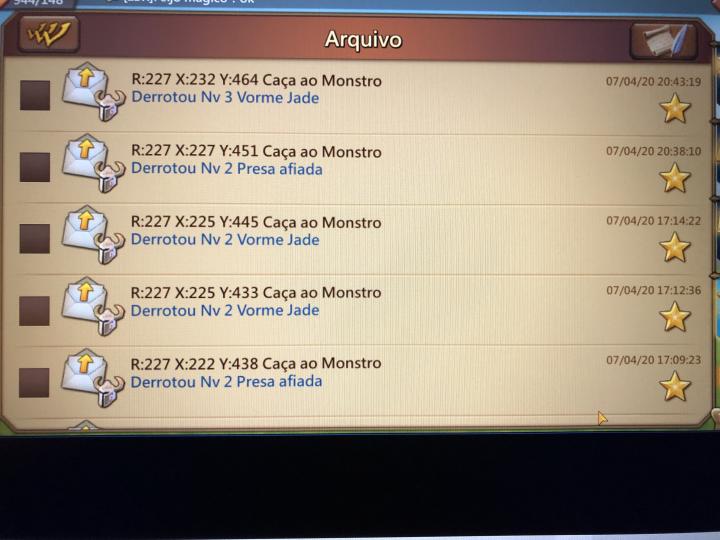 Arquivo
R:227 X:232 Y:464 Caça ao Monstro
07/04/20 20:43:19
Derrotou Nv 3 Vorme Jade
R:227 X:227 Y:451 Caça ao Monstro
07/04/20 20:38:10
Derrotou Nv 2 Presa afiada
R:227 X:225 Y:445 Caça ao Monstro
07/04/20 17:14:22
Derrotou Nv 2 Vorme Jade
R:227 X:225 Y:433 Caça ao Monstro
07/04/20 17:12:36
Derrotou Nv 2 Vorme Jade
R:227 X:222 Y:438 Caça ao Monstro
07/04/20 17:09:23
Derrotou Nv 2 Presa afiada